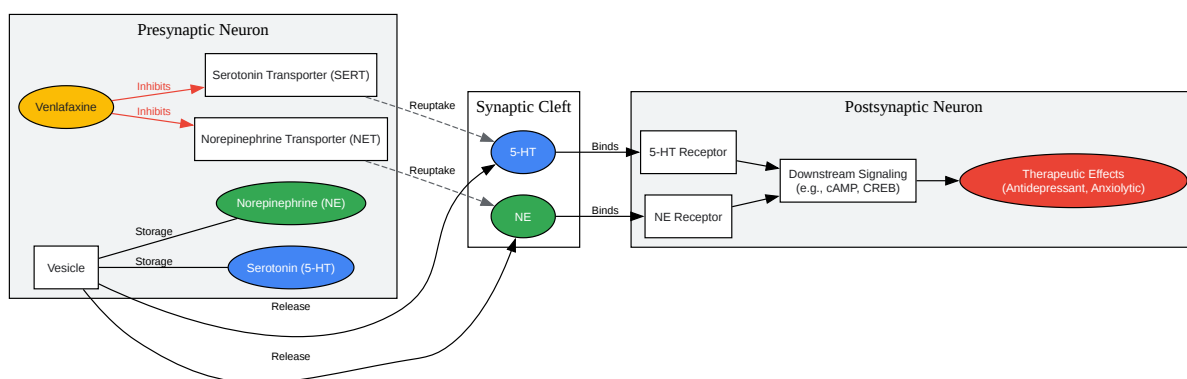 Presynaptic Neuron
Venlafaxine
Inhibits
Inhibits
Serotonin Transporter (SERT)
Norepinephrine Transporter (NET)
Norepinephrine (NE)
Serotonin (5-HT)
Vesicle
Storage
Storage
Release
Release
Reuptake
Reuptake
Synaptic Cleft
5-HT
NE
Binds
Binds
Postsynaptic Neuron
5-HT Receptor
NE Receptor
Downstream Signaling
(e.g., cAMP, CREB)
Therapeutic Effects
(Antidepressant, Anxiolytic)